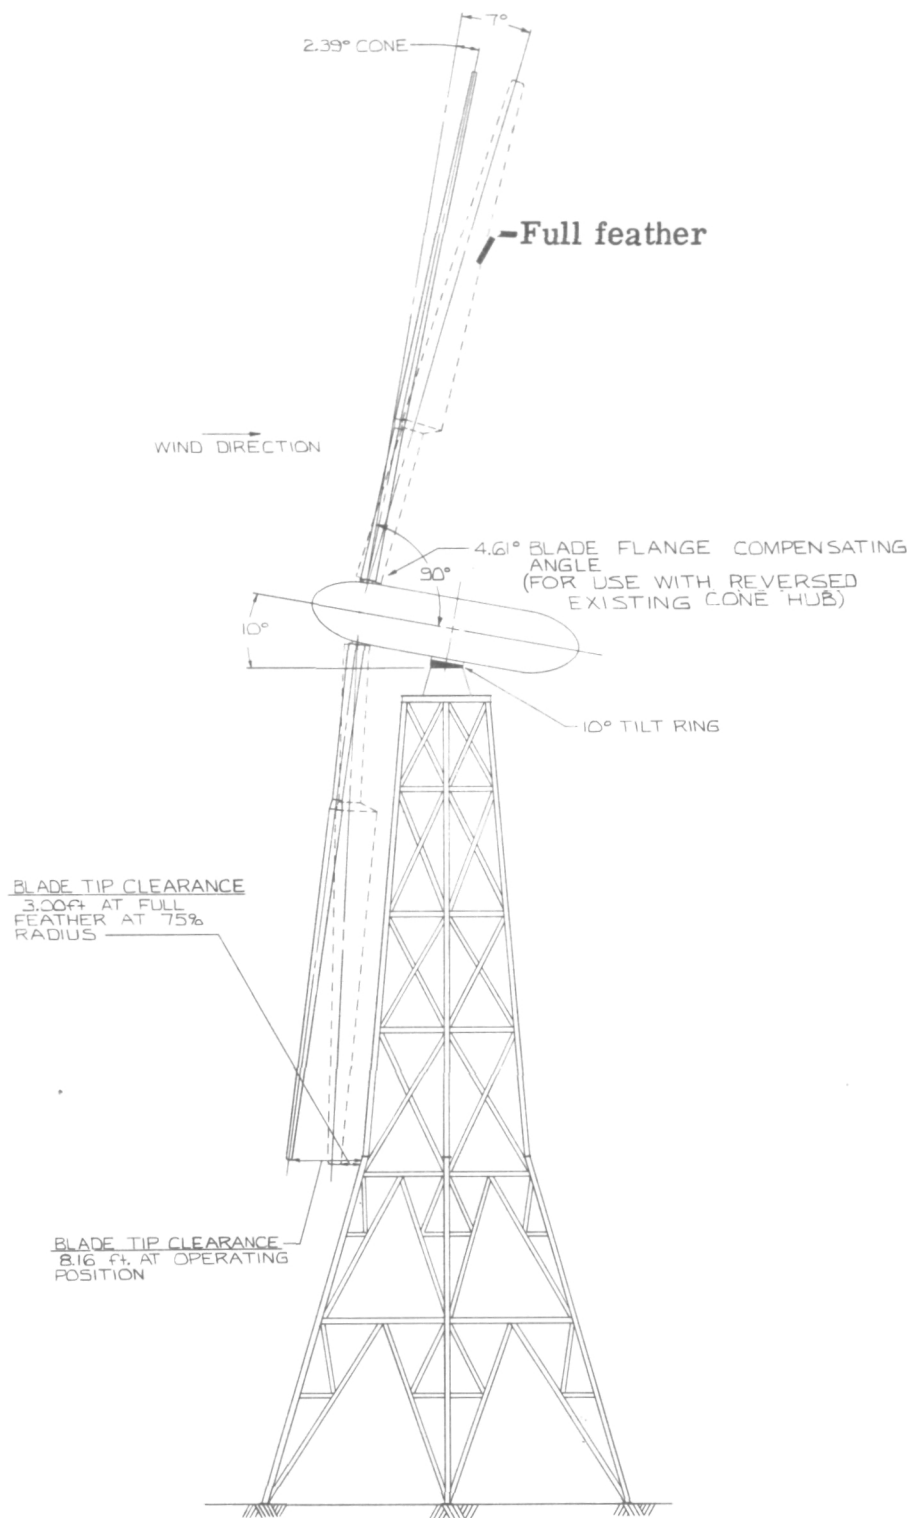 7°
2.39° CONE
Full feather
WIND DIRECTION
4.61° BLADE FLANGE COMPENSATING
ANGLE
(FOR USE WITH REVERSED
EXISTING CONE HUB)
90°
10°
10° TILT RING
BLADE TIP CLEARANCE
3.00ft AT FULL
FEATHER AT 75%
RADIUS
BLADE TIP CLEARANCE
8.16 ft. AT OPERATING
POSITION